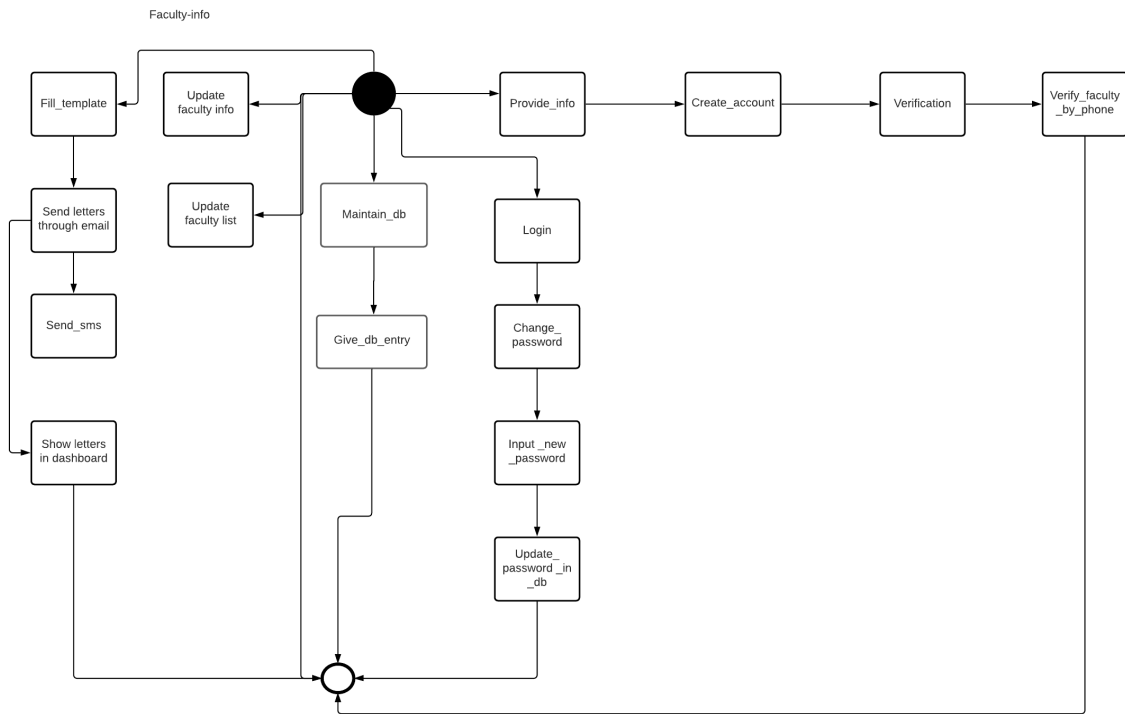 Faculty-info
Fill_template
Update
faculty info
Provide_info
Create_account
Verification
Verify_faculty
_by_phone
Send letters
through email
Update
faculty list
Maintain_db
Login
Send_sms
Give_db_entry
Change_
password
Show letters
in dashboard
Input _new
_password
Update_
password _in
_db